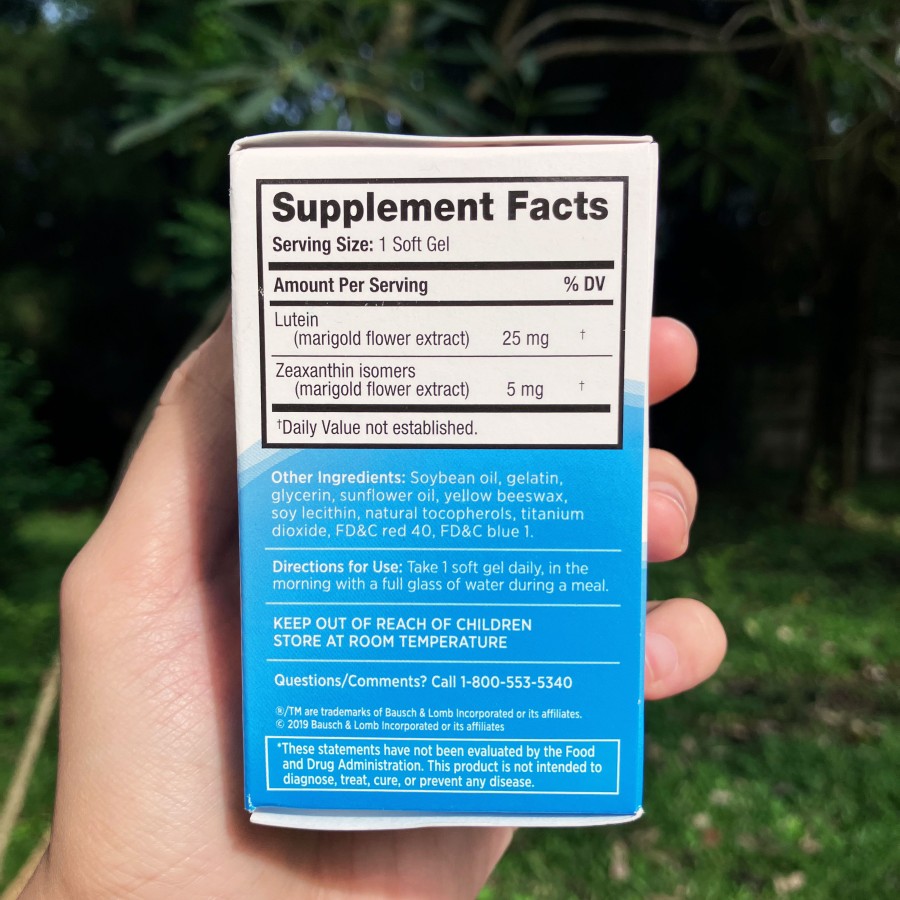 Supplement Facts
Serving Size: 1 Soft Gel
Amount Per Serving % DV
Lutein
(marigold flower extract) 25 mg †
Zeaxanthin isomers
(marigold flower extract) 5 mg †
†Daily Value not established.
Other Ingredients: Soybean oil, gelatin,
glycerin, sunflower oil, yellow beeswax,
soy lecithin, natural tocopherols, titanium
dioxide, FD&C red 40, FD&C blue 1.
Directions for Use: Take 1 soft gel daily, in the
morning with a full glass of water during a meal.
KEEP OUT OF REACH OF CHILDREN
STORE AT ROOM TEMPERATURE
Questions/Comments? Call 1-800-553-5340
®/TM are trademarks of Bausch & Lomb Incorporated or its affiliates.
© 2019 Bausch & Lomb Incorporated or its affiliates
*These statements have not been evaluated by the Food
and Drug Administration. This product is not intended to
diagnose, treat, cure, or prevent any disease.